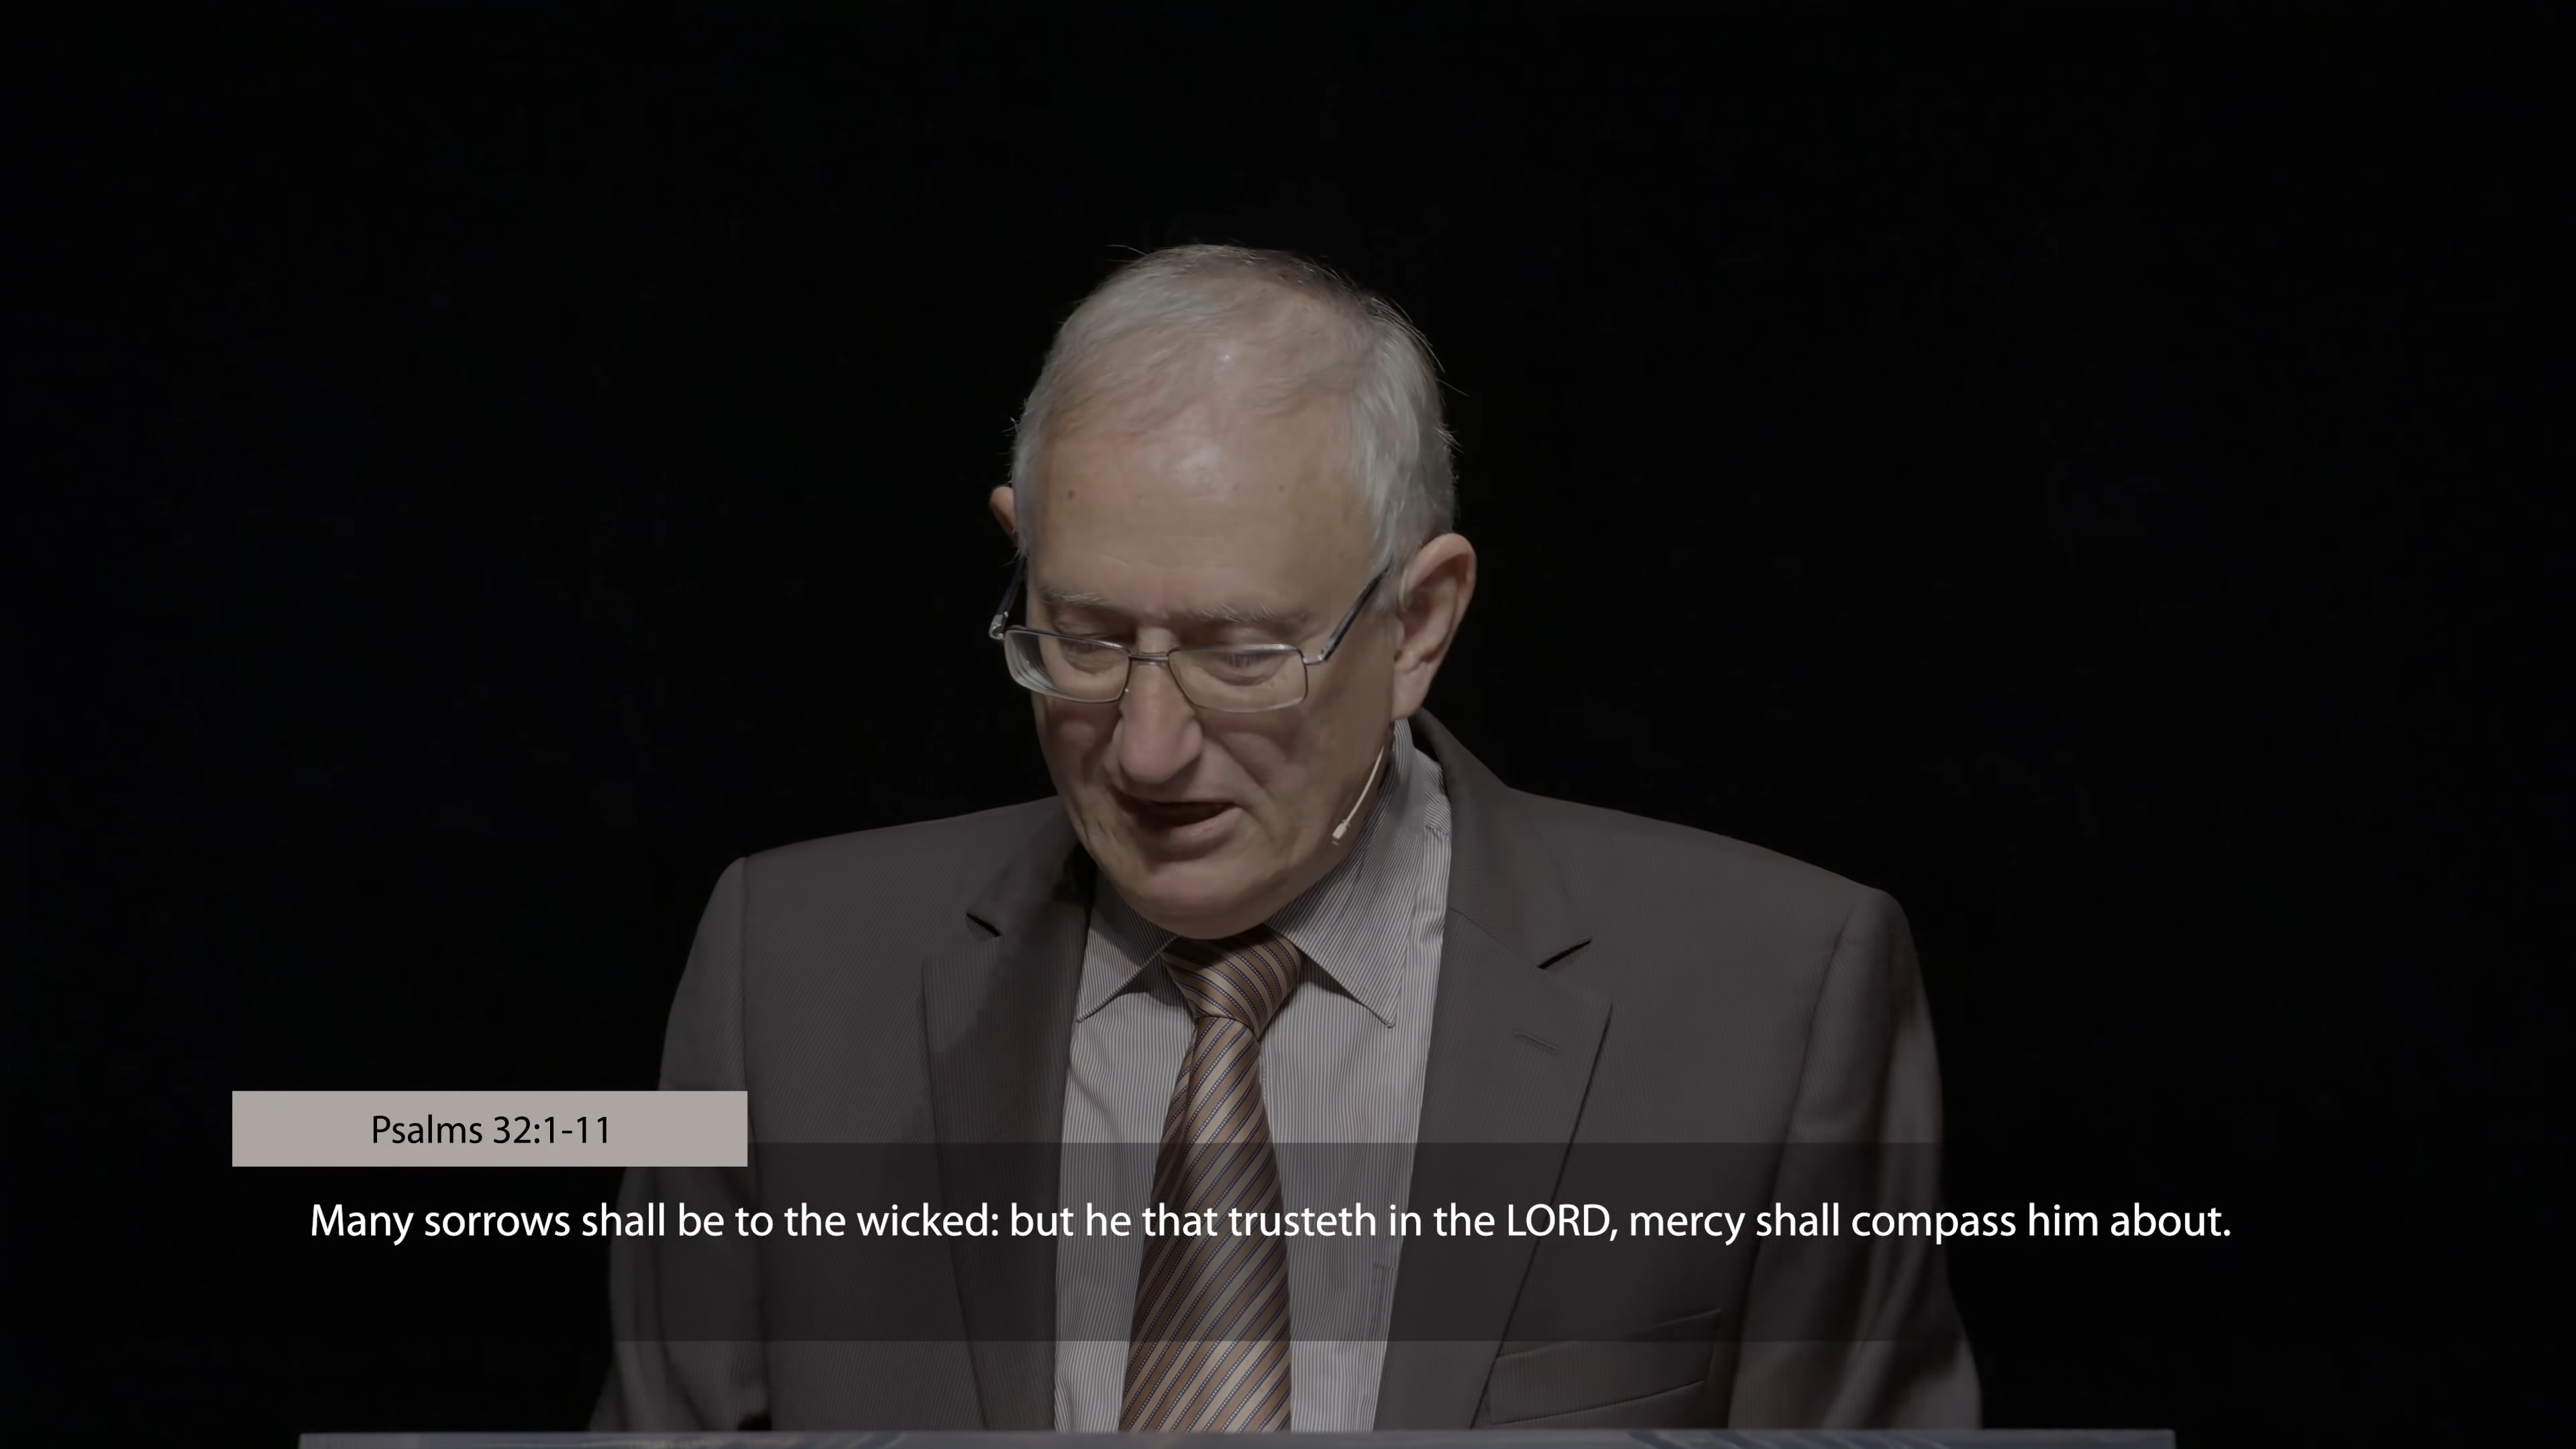 Psalms 32:1-11
Many sorrows shall be to the wicked: but he that trusteth in the LORD, mercy shall compass him about.